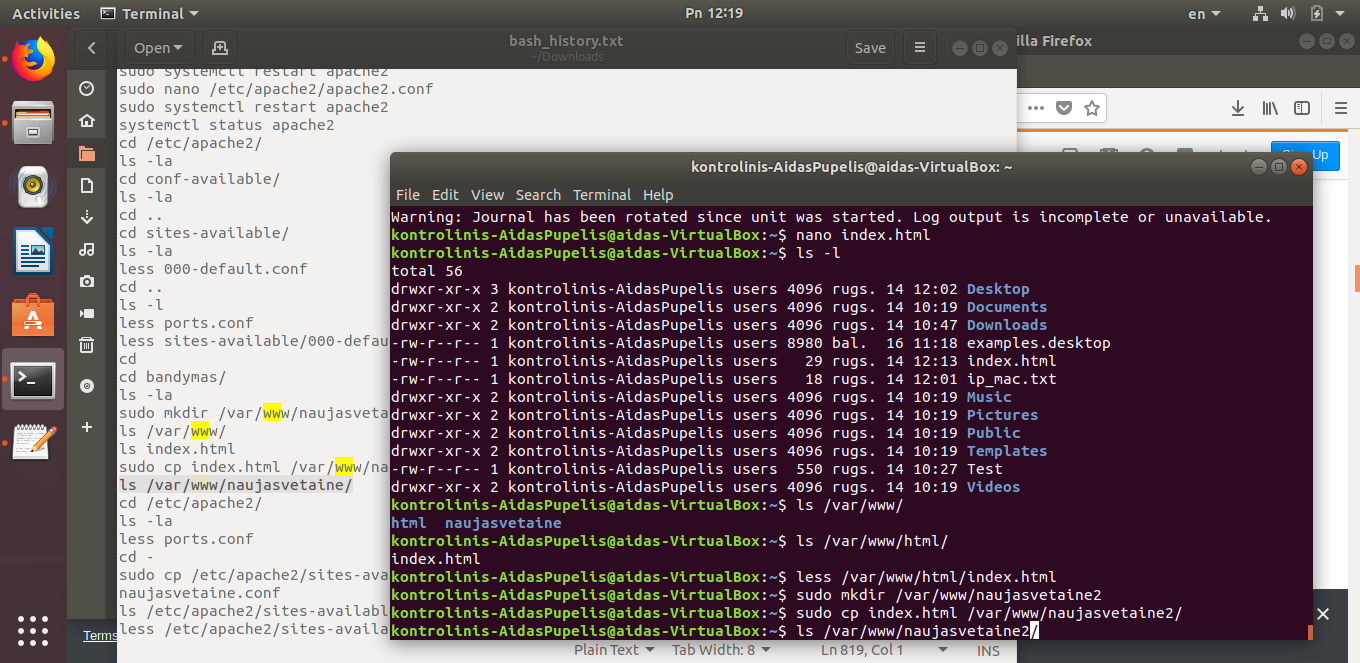 Activities Terminal Pn 12:19 en
Open bash_history.txt Save
~/Downloads
illa Firefox
sudo systemctl restart apache2
sudo nano /etc/apache2/apache2.conf
sudo systemctl restart apache2
systemctl status apache2
cd /etc/apache2/
ls -la
cd conf-available/
ls -la
cd ..
cd sites-available/
ls -la
less 000-default.conf
cd ..
ls -l
less ports.conf
less sites-available/000-defau
cd
cd bandymas/
ls -la
sudo mkdir /var/www/naujasveta
ls /var/www/
ls index.html
sudo cp index.html /var/www/na
ls /var/www/naujasvetaine/
cd /etc/apache2/
ls -la
less ports.conf
cd -
sudo cp /etc/apache2/sites-ava
naujasvetaine.conf
ls /etc/apache2/sites-availabl
less /etc/apache2/sites-availa
Terms
Plain Text Tab Width: 8 Ln 819, Col 1 INS
Up
kontrolinis-AidasPupelis@aidas-VirtualBox: ~
File Edit View Search Terminal Help
Warning: Journal has been rotated since unit was started. Log output is incomplete or unavailable.
kontrolinis-AidasPupelis@aidas-VirtualBox:~$ nano index.html
kontrolinis-AidasPupelis@aidas-VirtualBox:~$ ls -l
total 56
drwxr-xr-x 3 kontrolinis-AidasPupelis users 4096 rugs. 14 12:02 Desktop
drwxr-xr-x 2 kontrolinis-AidasPupelis users 4096 rugs. 14 10:19 Documents
drwxr-xr-x 2 kontrolinis-AidasPupelis users 4096 rugs. 14 10:47 Downloads
-rw-r--r-- 1 kontrolinis-AidasPupelis users 8980 bal.  16 11:18 examples.desktop
-rw-r--r-- 1 kontrolinis-AidasPupelis users   29 rugs. 14 12:13 index.html
-rw-r--r-- 1 kontrolinis-AidasPupelis users   18 rugs. 14 12:01 ip_mac.txt
drwxr-xr-x 2 kontrolinis-AidasPupelis users 4096 rugs. 14 10:19 Music
drwxr-xr-x 2 kontrolinis-AidasPupelis users 4096 rugs. 14 10:19 Pictures
drwxr-xr-x 2 kontrolinis-AidasPupelis users 4096 rugs. 14 10:19 Public
drwxr-xr-x 2 kontrolinis-AidasPupelis users 4096 rugs. 14 10:19 Templates
-rw-r--r-- 1 kontrolinis-AidasPupelis users  550 rugs. 14 10:27 Test
drwxr-xr-x 2 kontrolinis-AidasPupelis users 4096 rugs. 14 10:19 Videos
kontrolinis-AidasPupelis@aidas-VirtualBox:~$ ls /var/www/
html  naujasvetaine
kontrolinis-AidasPupelis@aidas-VirtualBox:~$ ls /var/www/html/
index.html
kontrolinis-AidasPupelis@aidas-VirtualBox:~$ less /var/www/html/index.html
kontrolinis-AidasPupelis@aidas-VirtualBox:~$ sudo mkdir /var/www/naujasvetaine2
kontrolinis-AidasPupelis@aidas-VirtualBox:~$ sudo cp index.html /var/www/naujasvetaine2/
kontrolinis-AidasPupelis@aidas-VirtualBox:~$ ls /var/www/naujasvetaine2/